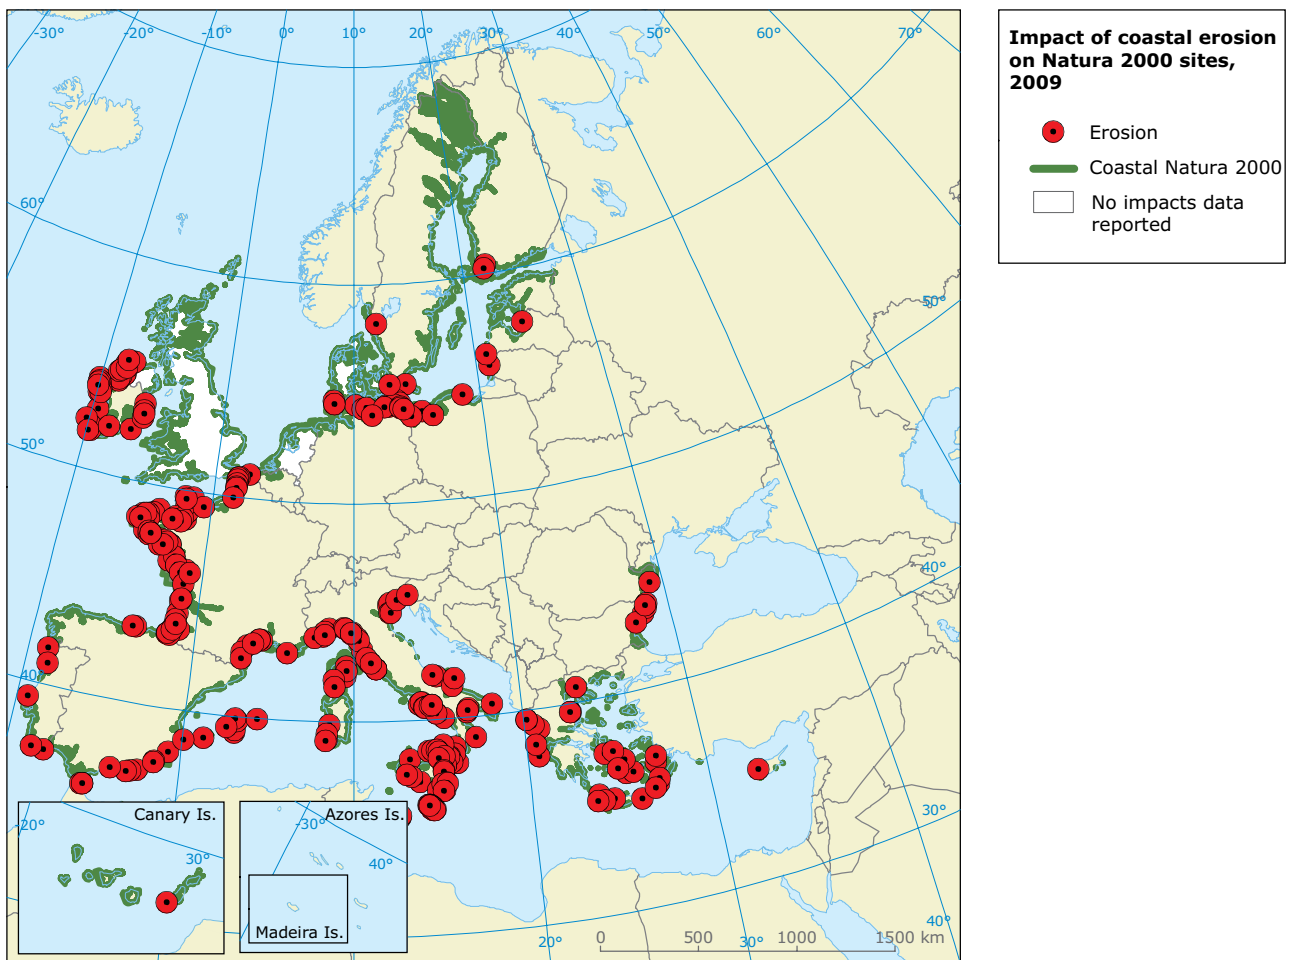 -30°
-20°
-10°
0°
10°
20°
30°
40°
50°
60°
70°
60°
50°
40°
50°
40°
30°
40°
20°
30°
Canary Is.
-20°
30°
Azores Is.
-30°
40°
Madeira Is.
0
500
1000
1500 km
Impact of coastal erosion
on Natura 2000 sites,
2009
Erosion
Coastal Natura 2000
No impacts data
reported